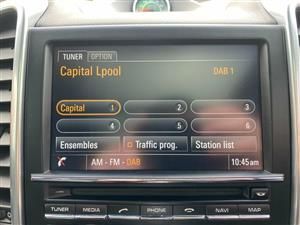 TUNER OPTION
Capital Lpool DAB 1
Capital 1 2 3
4 5 6
Ensembles Traffic prog. Station list
AM - FM - DAB 10:45am
TUNER MEDIA PHONE CAR NAVI MAP